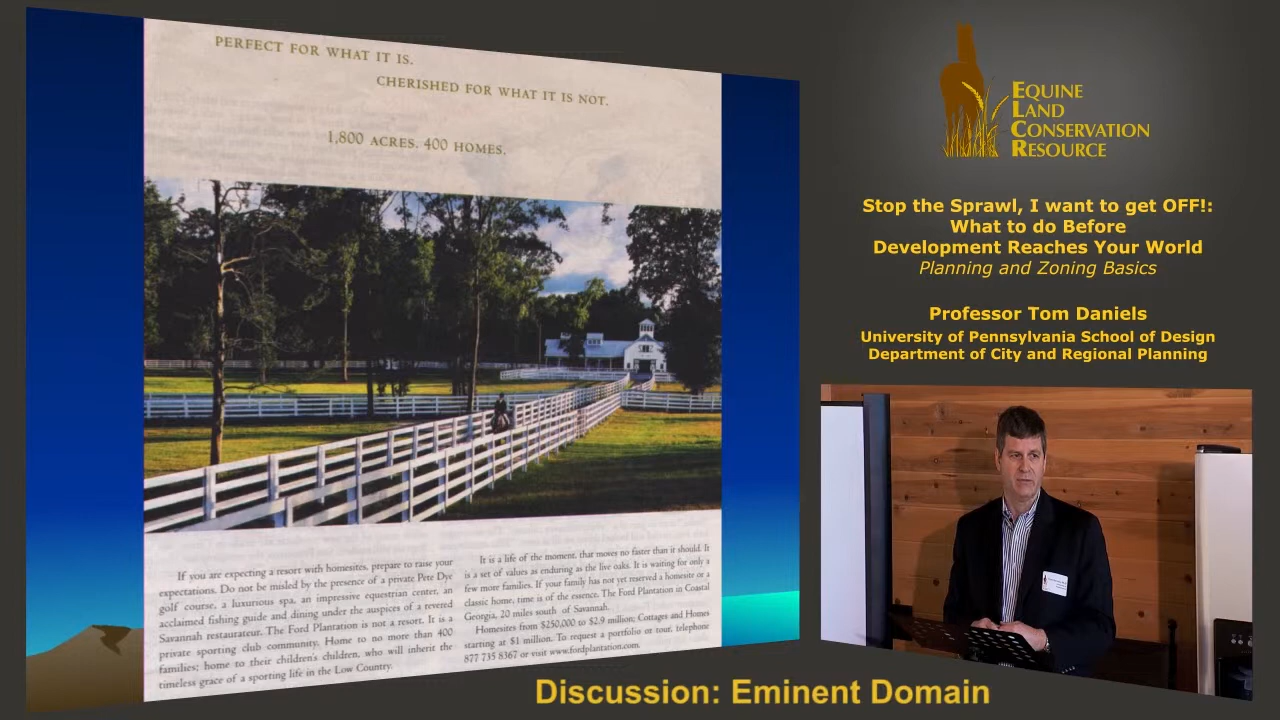 PERFECT FOR WHAT IT IS.
CHERISHED FOR WHAT IT IS NOT.
1,800 ACRES. 400 HOMES.
If you are expecting a resort with homesites, prepare to raise your
expectations. Do not be misled by the presence of a private Pete Dye
golf course, a luxurious spa, an impressive equestrian center, an
acclaimed fishing guide and dining under the auspices of a revered
Savannah restaurateur. The Ford Plantation is not a resort. It is a
private sporting club community. Home to no more than 400
families; home to their children's children, who will inherit the
timeless grace of a sporting life in the Low Country.
It is a life of the moment, that moves no faster than it should. It
is a set of values as enduring as the live oaks. It is waiting for only a
few more families. If your family has not yet reserved a homesite or a
classic home, time is of the essence. The Ford Plantation in Coastal
Georgia, 20 miles south of Savannah.
Homesites from $250,000 to $2.9 million; Cottages and Homes
starting at $1 million. To request a portfolio or tour, telephone
877 735 8367 or visit www.fordplantation.com.
EQUINE
LAND
CONSERVATION
RESOURCE
Stop the Sprawl, I want to get OFF!:
What to do Before
Development Reaches Your World
Planning and Zoning Basics
Professor Tom Daniels
University of Pennsylvania School of Design
Department of City and Regional Planning
Discussion: Eminent Domain